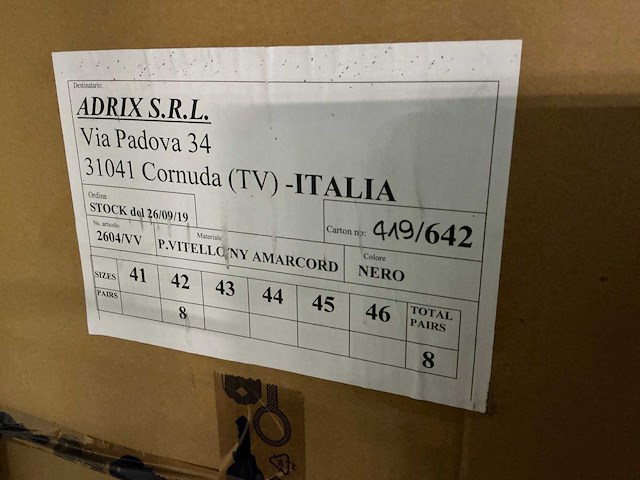 Destinatario:
ADRIX S.R.L.
Via Padova 34
31041 Cornuda (TV) -ITALIA
Ordine
STOCK del 26/09/19
Carton no: 419/642
Ns. articolo
2604/VV
Materiale
P.VITELLO/NY AMARCORD
Colore
NERO
SIZES 41 42 43 44 45 46 TOTAL PAIRS
PAIRS 8 8